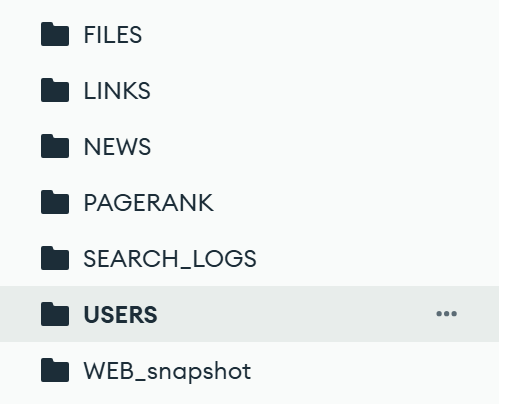 FILES
LINKS
NEWS
PAGERANK
SEARCH_LOGS
USERS
WEB_snapshot